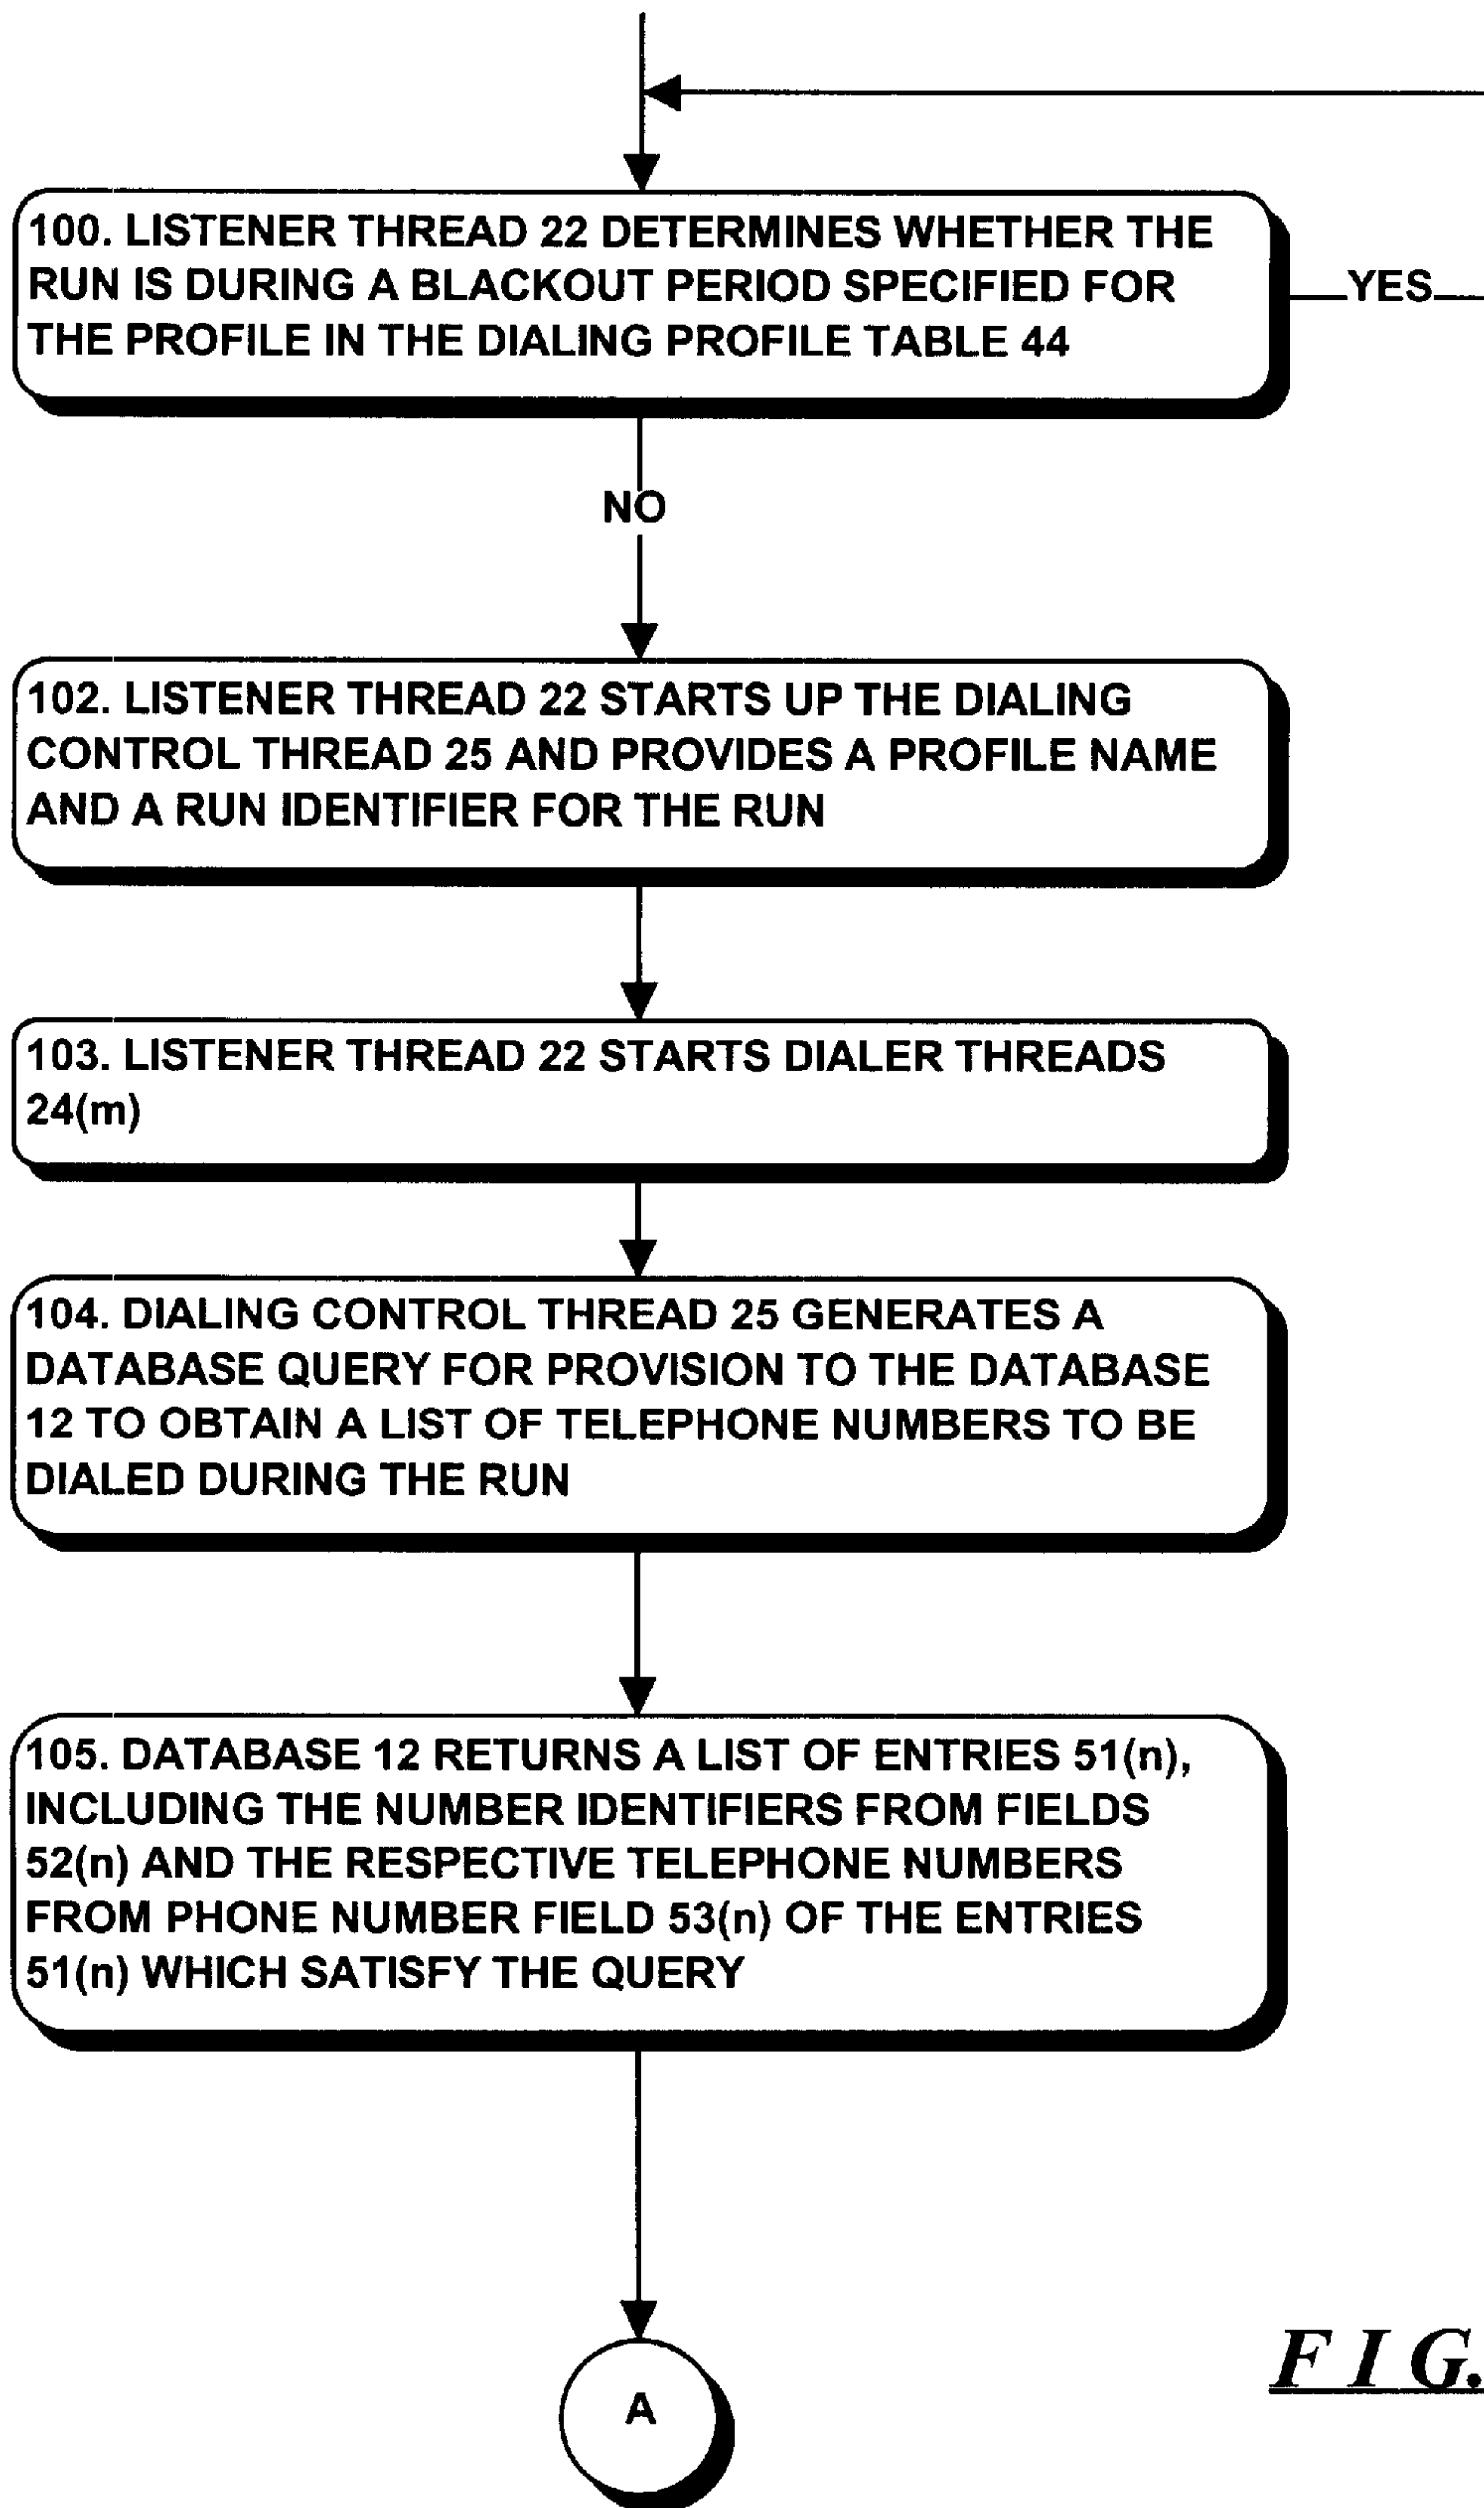 100. LISTENER THREAD 22 DETERMINES WHETHER THE
RUN IS DURING A BLACKOUT PERIOD SPECIFIED FOR
THE PROFILE IN THE DIALING PROFILE TABLE 44
YES
NO
102. LISTENER THREAD 22 STARTS UP THE DIALING
CONTROL THREAD 25 AND PROVIDES A PROFILE NAME
AND A RUN IDENTIFIER FOR THE RUN
103. LISTENER THREAD 22 STARTS DIALER THREADS
24(m)
104. DIALING CONTROL THREAD 25 GENERATES A
DATABASE QUERY FOR PROVISION TO THE DATABASE
12 TO OBTAIN A LIST OF TELEPHONE NUMBERS TO BE
DIALED DURING THE RUN
105. DATABASE 12 RETURNS A LIST OF ENTRIES 51(n),
INCLUDING THE NUMBER IDENTIFIERS FROM FIELDS
52(n) AND THE RESPECTIVE TELEPHONE NUMBERS
FROM PHONE NUMBER FIELD 53(n) OF THE ENTRIES
51(n) WHICH SATISFY THE QUERY
FIG.
A